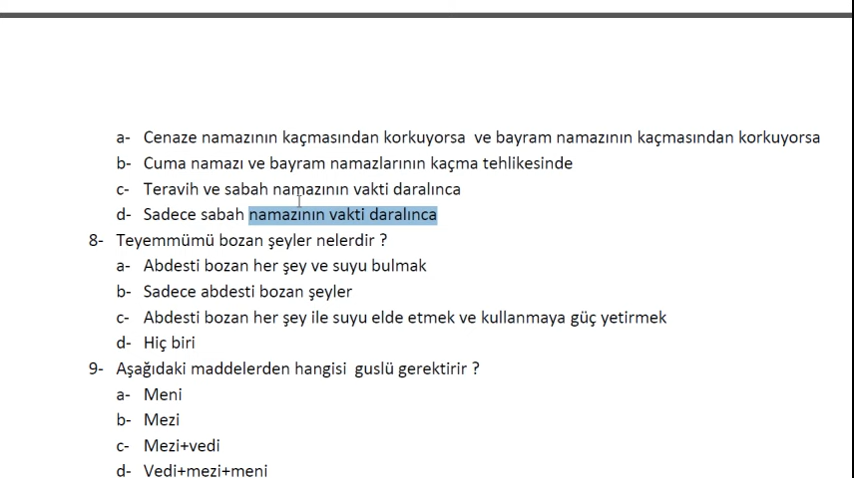 a- Cenaze namazının kaçmasından korkuyorsa ve bayram namazının kaçmasından korkuyorsa
b- Cuma namazı ve bayram namazlarının kaçma tehlikesinde
c- Teravih ve sabah namazının vakti daralınca
d- Sadece sabah namazının vakti daralınca
8- Teyemmümü bozan şeyler nelerdir ?
a- Abdesti bozan her şey ve suyu bulmak
b- Sadece abdesti bozan şeyler
c- Abdesti bozan her şey ile suyu elde etmek ve kullanmaya güç yetirmek
d- Hiç biri
9- Aşağıdaki maddelerden hangisi guslü gerektirir ?
a- Meni
b- Mezi
c- Mezi+vedi
d- Vedi+mezi+meni